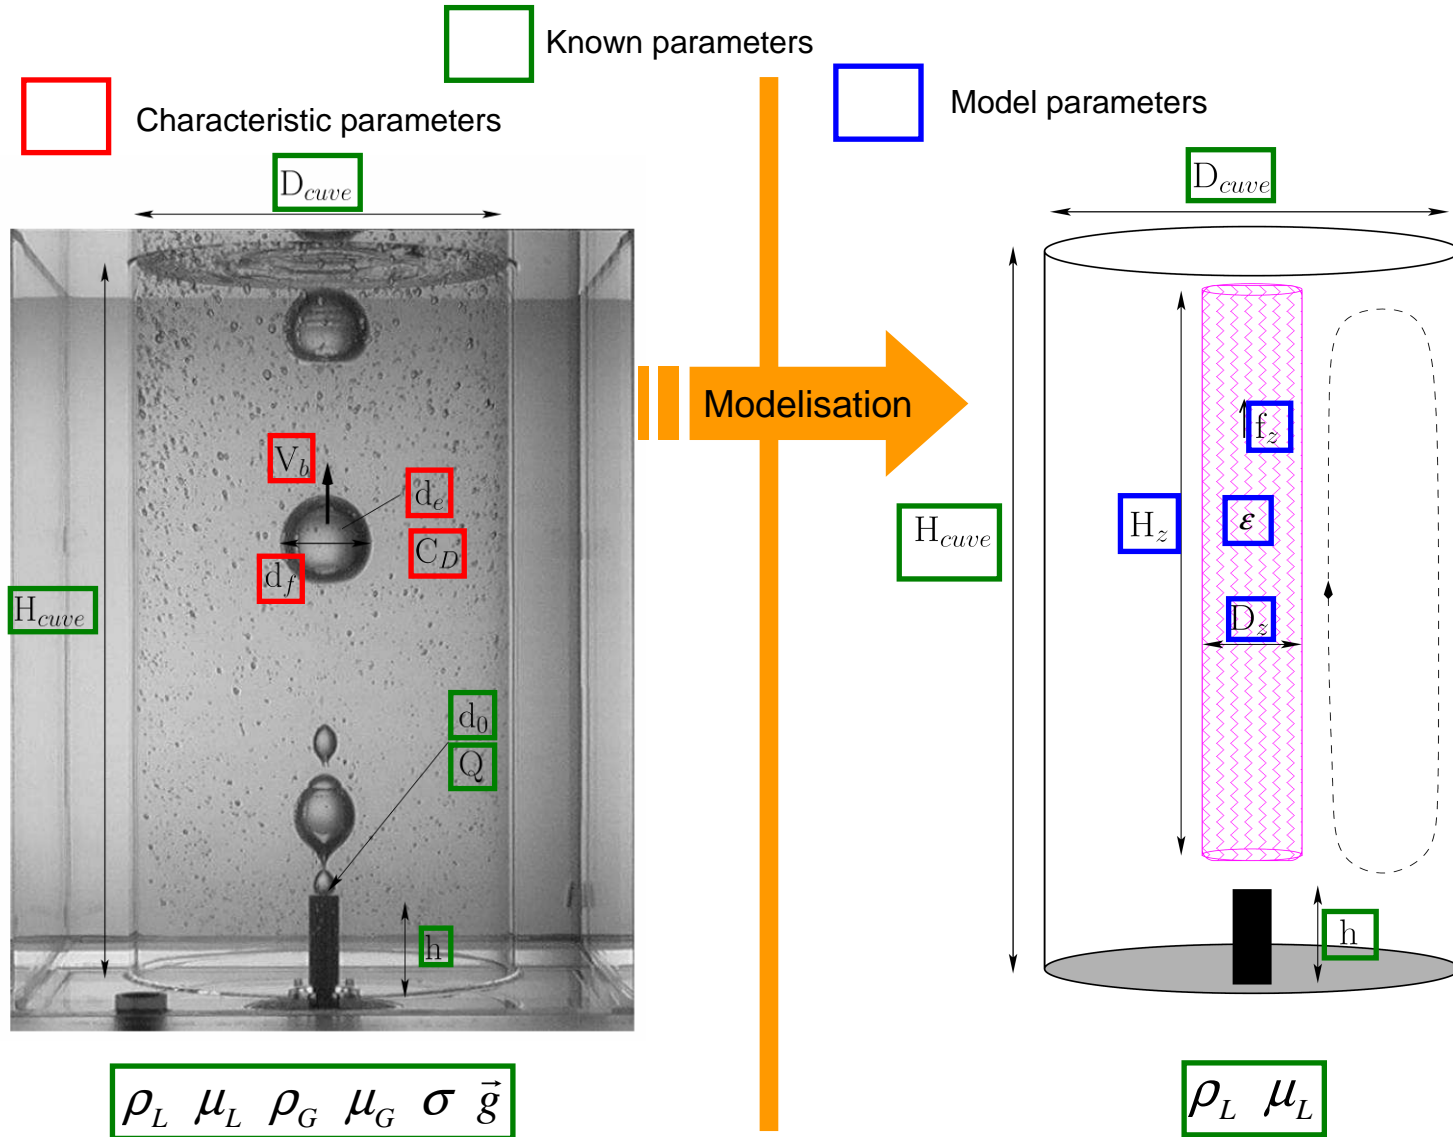 Known parameters
Characteristic parameters
Model parameters
D_cuve
D_cuve
V_b
d_e
C_D
d_f
H_cuve
d_0
Q
h
ρ_L μ_L ρ_G μ_G σ g⃗
Modelisation
f_z
H_z
ε
D_z
H_cuve
h
ρ_L μ_L